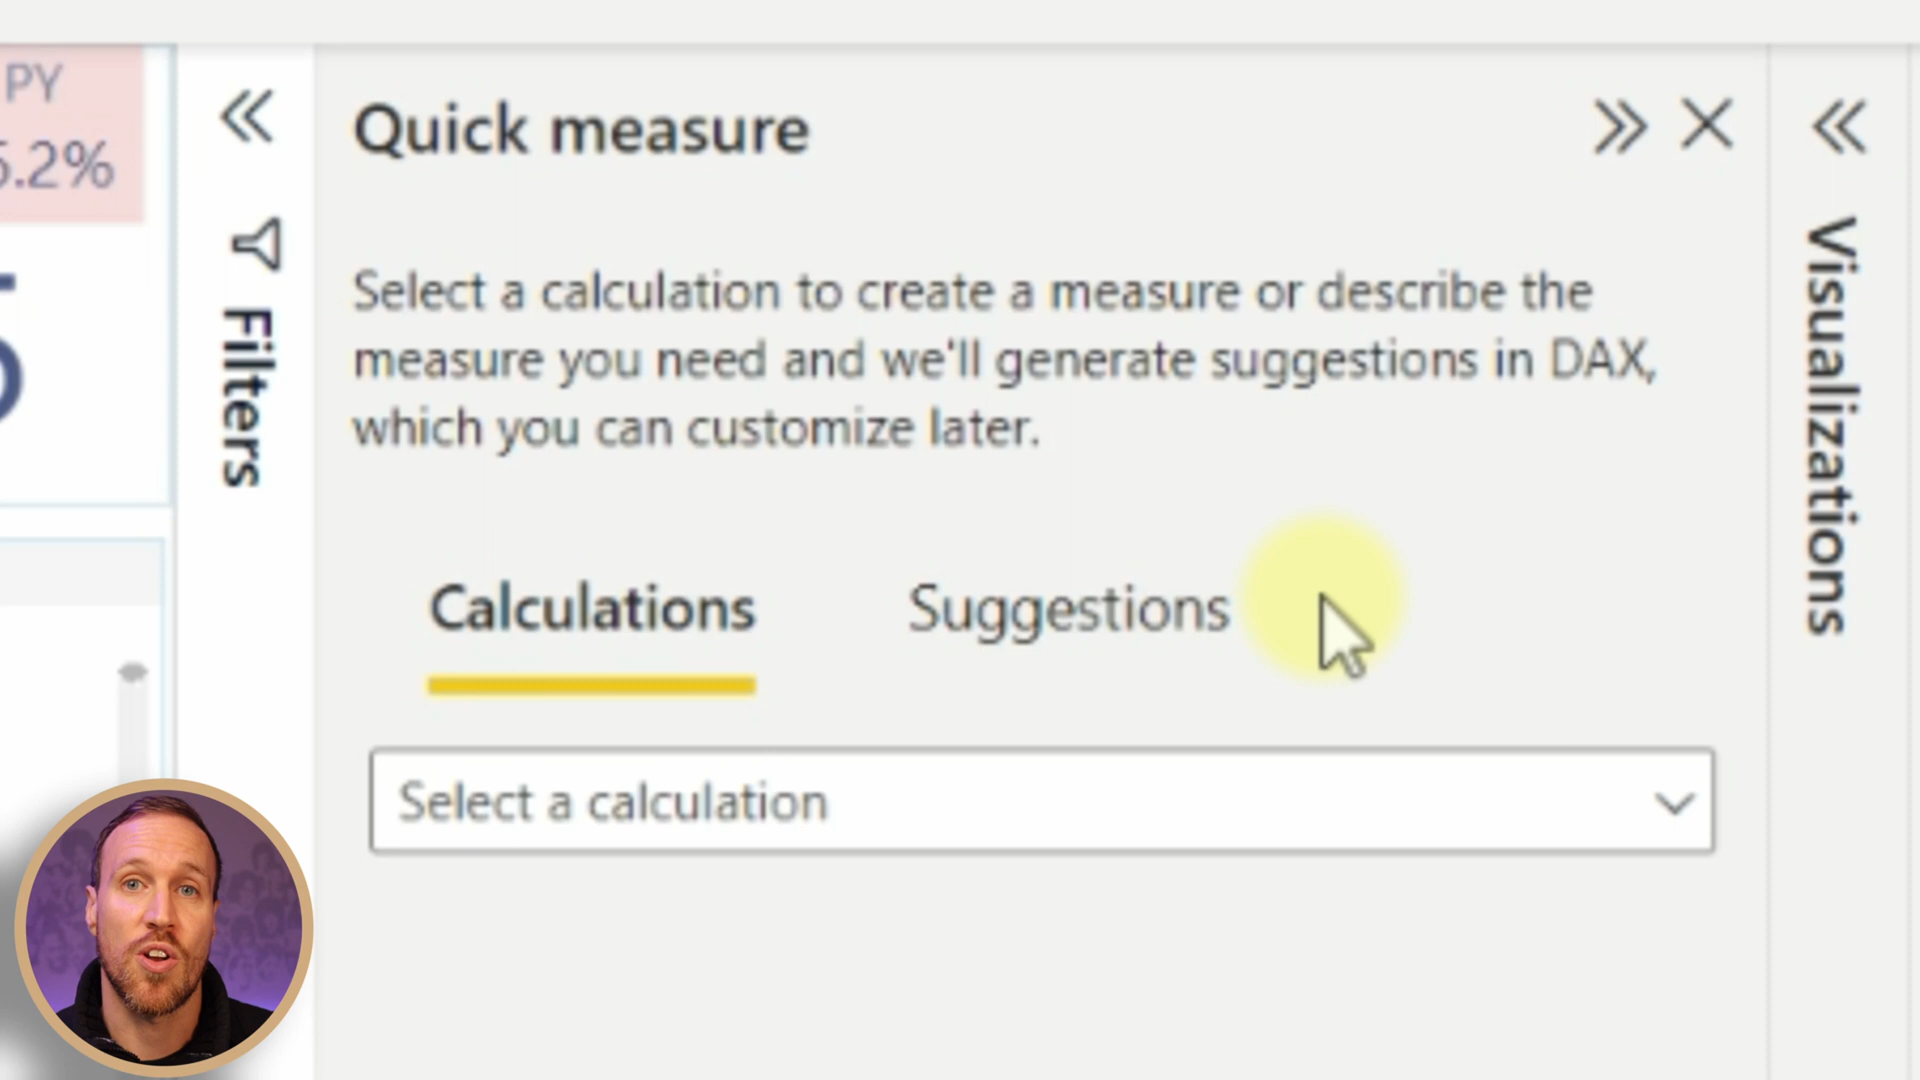 PY
5.2%
Filters
Quick measure
Select a calculation to create a measure or describe the
measure you need and we'll generate suggestions in DAX,
which you can customize later.
Calculations
Suggestions
Select a calculation
Visualizations